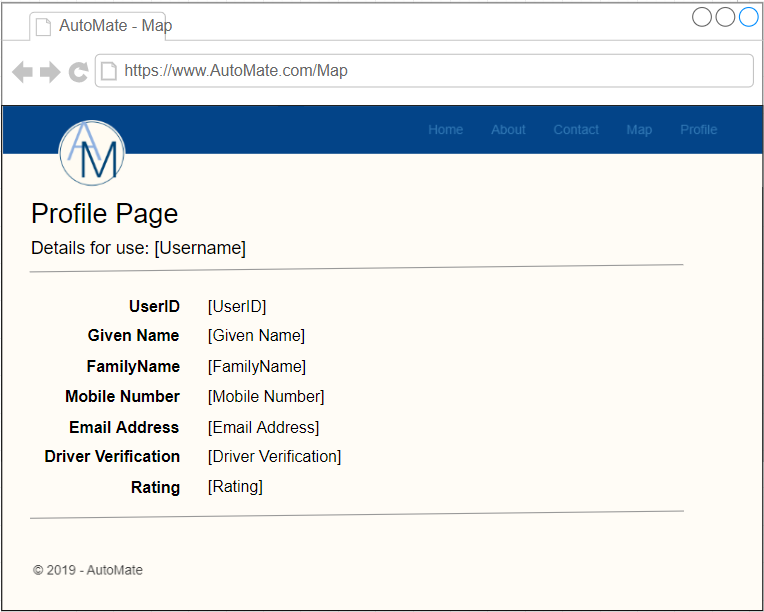 AutoMate - Map
https://www.AutoMate.com/Map
AM
Home About Contact Map Profile
Profile Page
Details for use: [Username]
UserID [UserID]
Given Name [Given Name]
FamilyName [FamilyName]
Mobile Number [Mobile Number]
Email Address [Email Address]
Driver Verification [Driver Verification]
Rating [Rating]
© 2019 - AutoMate